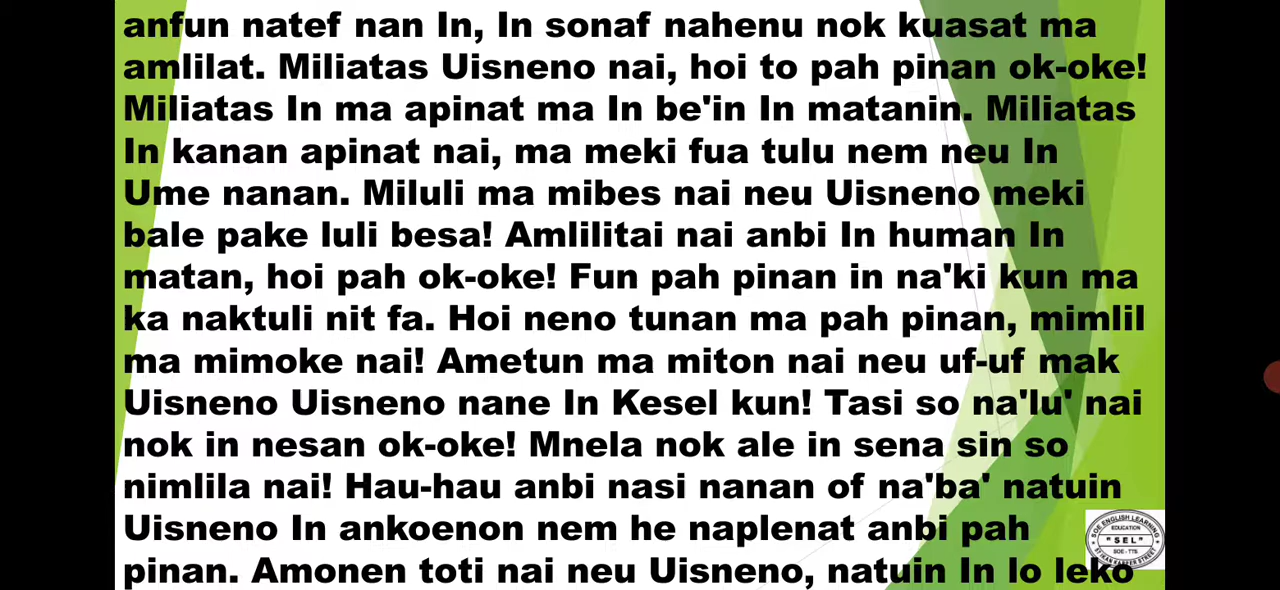 anfun natef nan In, In sonaf nahenu nok kuasat ma
amlilat. Miliatas Uisneno nai, hoi to pah pinan ok-oke!
Miliatas In ma apinat ma In be'in In matanin. Miliatas
In kanan apinat nai, ma meki fua tulu nem neu In
Ume nanan. Miluli ma mibes nai neu Uisneno meki
bale pake luli besa! Amlilitai nai anbi In human In
matan, hoi pah ok-oke! Fun pah pinan in na'ki kun ma
ka naktuli nit fa. Hoi neno tunan ma pah pinan, mimlil
ma mimoke nai! Ametun ma miton nai neu uf-uf mak
Uisneno Uisneno nane In Kesel kun! Tasi so na'lu' nai
nok in nesan ok-oke! Mnela nok ale in sena sin so
nimlila nai! Hau-hau anbi nasi nanan of na'ba' natuin
Uisneno In ankoenon nem he naplenat anbi pah
pinan. Amonen toti nai neu Uisneno, natuin In lo leko
SOE ENGLISH LEARNING
EDUCATION
"SEL"
SOE - TTS